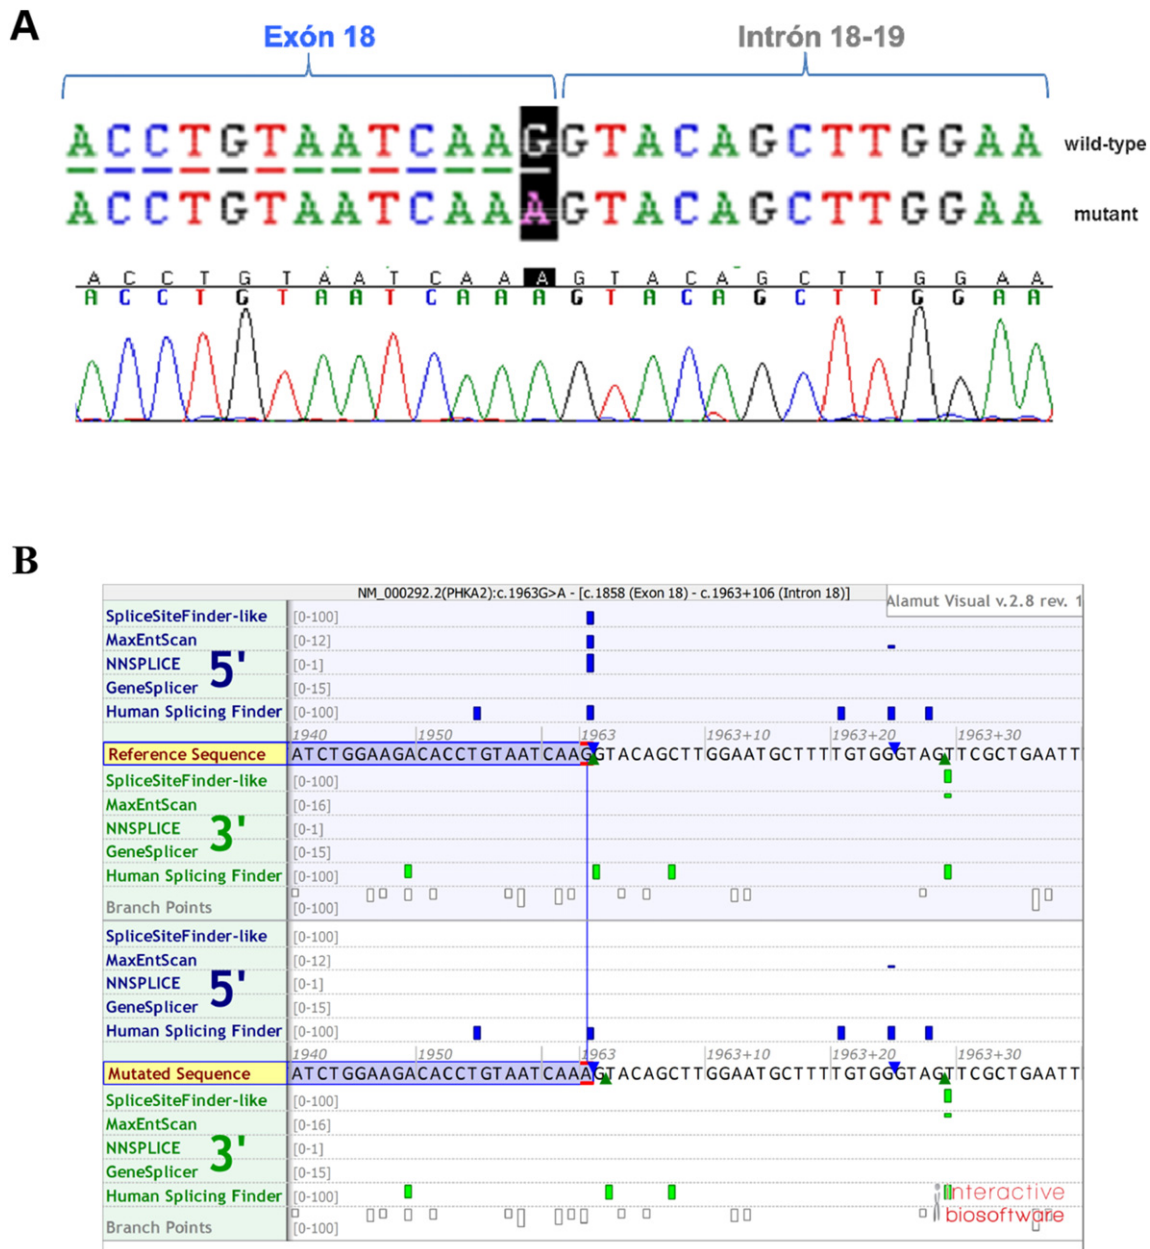 A
Exón 18 Intrón 18-19
ACCTGTAATCAAGGTACAGCTTGGAA wild-type
ACCTGTAATCAAAGTACAGCTTGGAA mutant
A C C T G T A A T C A A A G T A C A G C T T G G A A
A C C T G T A A T C A A A G T A C A G C T T G G A A
B
NM_000292.2(PHKA2):c.1963G>A - [c.1858 (Exon 18) - c.1963+106 (Intron 18)]
Alamut Visual v.2.8 rev. 1
SpliceSiteFinder-like [0-100]
MaxEntScan [0-12]
NNSPLICE [0-1]
5'
GeneSplicer [0-15]
Human Splicing Finder [0-100]
1940 1950 1963 1963+10 1963+20 1963+30
Reference Sequence ATCTGGAAGACACCTGTAATCAAGGTACAGCTTGGAATGCTTTTGTGGGTAGTTCGCTGAATT
SpliceSiteFinder-like [0-100]
MaxEntScan [0-16]
NNSPLICE [0-1]
3'
GeneSplicer [0-15]
Human Splicing Finder [0-100]
Branch Points [0-100]
SpliceSiteFinder-like [0-100]
MaxEntScan [0-12]
NNSPLICE [0-1]
5'
GeneSplicer [0-15]
Human Splicing Finder [0-100]
1940 1950 1963 1963+10 1963+20 1963+30
Mutated Sequence ATCTGGAAGACACCTGTAATCAAAGTACAGCTTGGAATGCTTTTGTGGGTAGTTCGCTGAATT
SpliceSiteFinder-like [0-100]
MaxEntScan [0-16]
NNSPLICE [0-1]
3'
GeneSplicer [0-15]
Human Splicing Finder [0-100]
Branch Points [0-100]
interactive
biosoftware